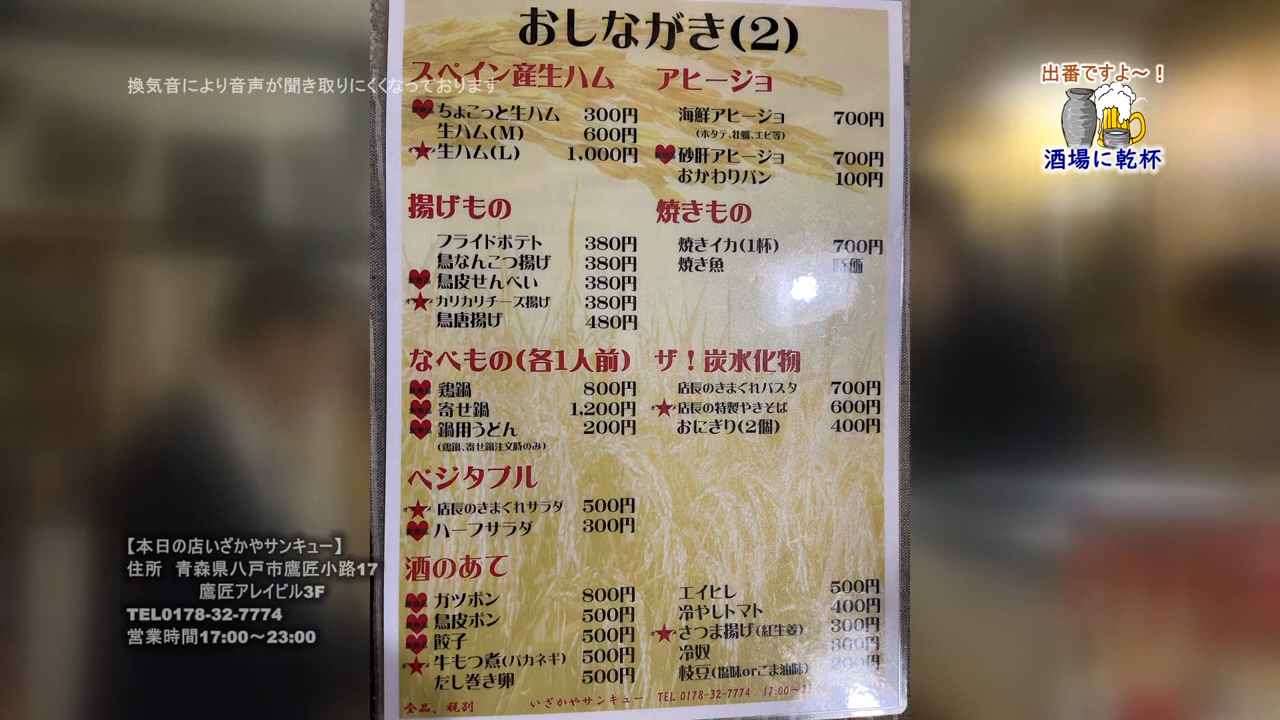 おしながき(2)
換気音により音声が聞き取りにくくなっております
出番ですよ～！
酒場に乾杯
スペイン産生ハム
ちょこっと生ハム 300円
生ハム(M) 600円
生ハム(L) 1,000円
アヒージョ
海鮮アヒージョ 700円
(ホタテ、牡蠣、エビ等)
砂肝アヒージョ 700円
おかわりパン 100円
揚げもの
フライドポテト 380円
鳥なんこつ揚げ 380円
鳥皮せんべい 380円
カリカリチーズ揚げ 380円
鳥唐揚げ 480円
焼きもの
焼きイカ(1杯) 700円
焼き魚 時価
なべもの(各1人前)
鶏鍋 800円
寄せ鍋 1,200円
鍋用うどん 200円
(鶏鍋、寄せ鍋注文時のみ)
ザ！炭水化物
店長のきまぐれパスタ 700円
店長の特製やきそば 600円
おにぎり(2個) 400円
ベジタブル
店長のきまぐれサラダ 500円
ハーフサラダ 300円
酒のあて
ガツポン 800円
鳥皮ポン 500円
餃子 500円
牛もつ煮(バカネギ) 500円
だし巻き卵 500円
エイヒレ 500円
冷やしトマト 400円
さつま揚げ(紅生姜) 300円
冷奴 300円
枝豆(塩味orごま油味) 200円
全品、税別
いざかやサンキュー TEL 0178-32-7774 17:00～23
【本日の店いざかやサンキュー】
住所 青森県八戸市鷹匠小路17
鷹匠アレイビル3F
TEL0178-32-7774
営業時間17:00～23:00